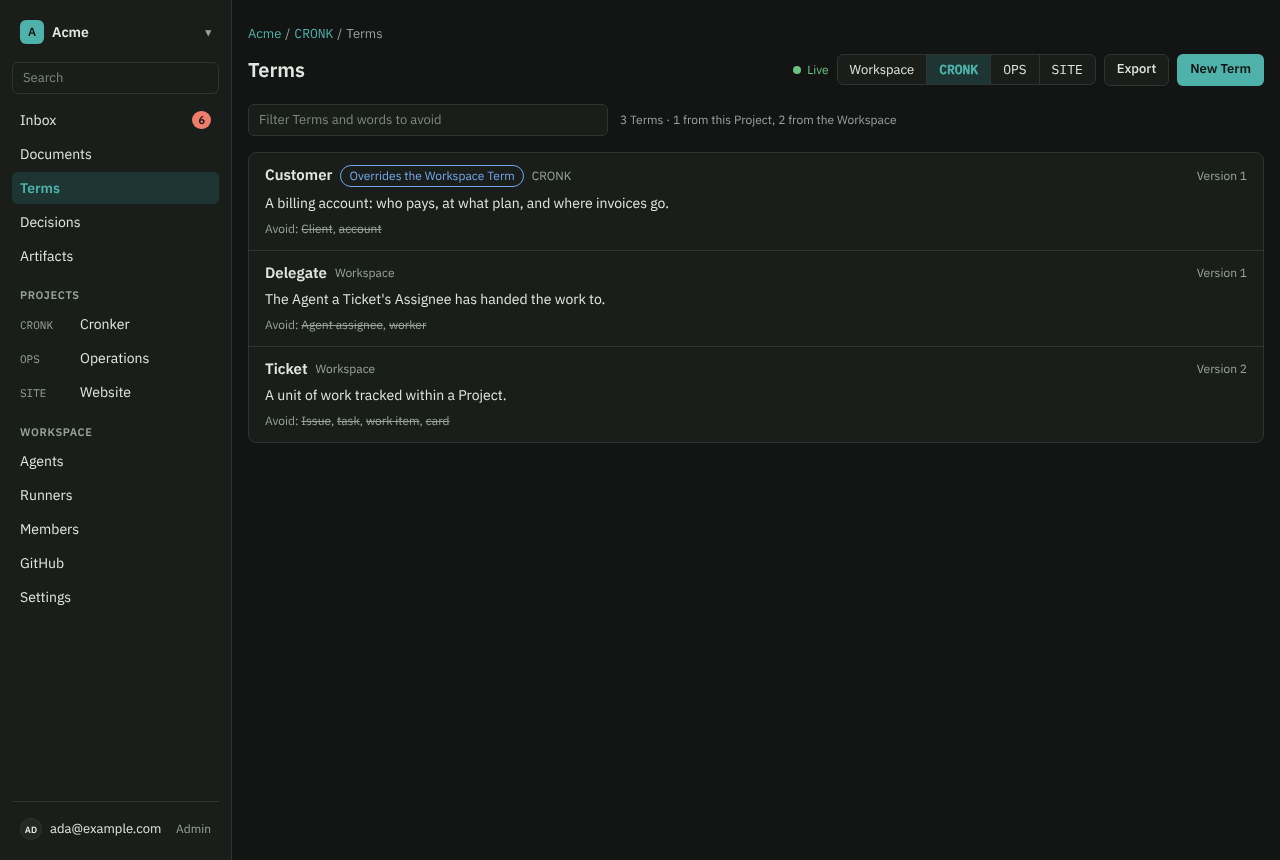 A Acme ▾
Search
Inbox 6
Documents
Terms
Decisions
Artifacts
PROJECTS
CRONK Cronker
OPS Operations
SITE Website
WORKSPACE
Agents
Runners
Members
GitHub
Settings
AD ada@example.com Admin
Acme / CRONK / Terms
Terms
Live Workspace CRONK OPS SITE Export New Term
Filter Terms and words to avoid
3 Terms · 1 from this Project, 2 from the Workspace
Customer Overrides the Workspace Term CRONK Version 1
A billing account: who pays, at what plan, and where invoices go.
Avoid: Client, account
Delegate Workspace Version 1
The Agent a Ticket's Assignee has handed the work to.
Avoid: Agent assignee, worker
Ticket Workspace Version 2
A unit of work tracked within a Project.
Avoid: Issue, task, work item, card